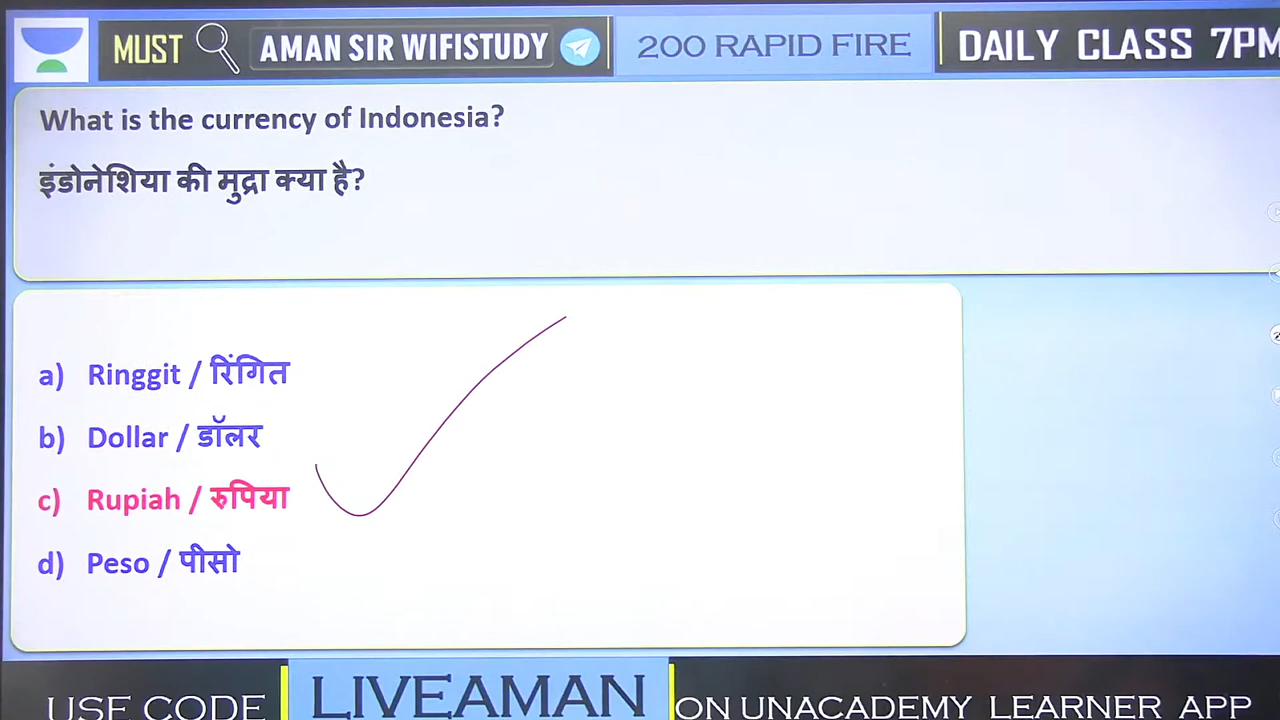 MUST AMAN SIR WIFISTUDY 200 RAPID FIRE DAILY CLASS 7PM
What is the currency of Indonesia?
इंडोनेशिया की मुद्रा क्या है?
a) Ringgit / रिंगित
b) Dollar / डॉलर
c) Rupiah / रुपिया
d) Peso / पीसो
USE CODE LIVEAMAN ON UNACADEMY LEARNER APP